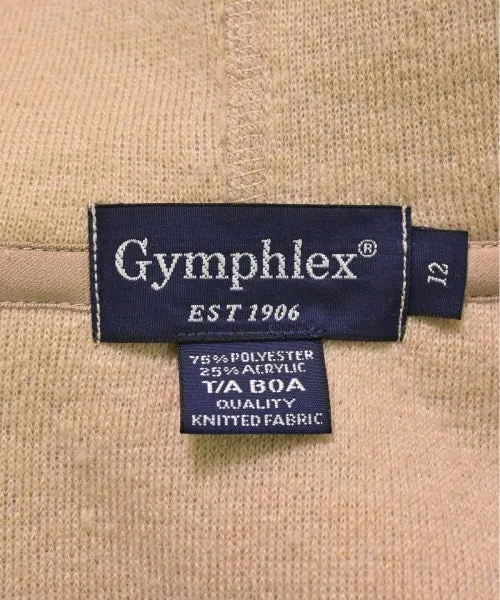 Gymphlex®
EST 1906
12
75% POLYESTER
25% ACRYLIC
T/A BOA
QUALITY
KNITTED FABRIC